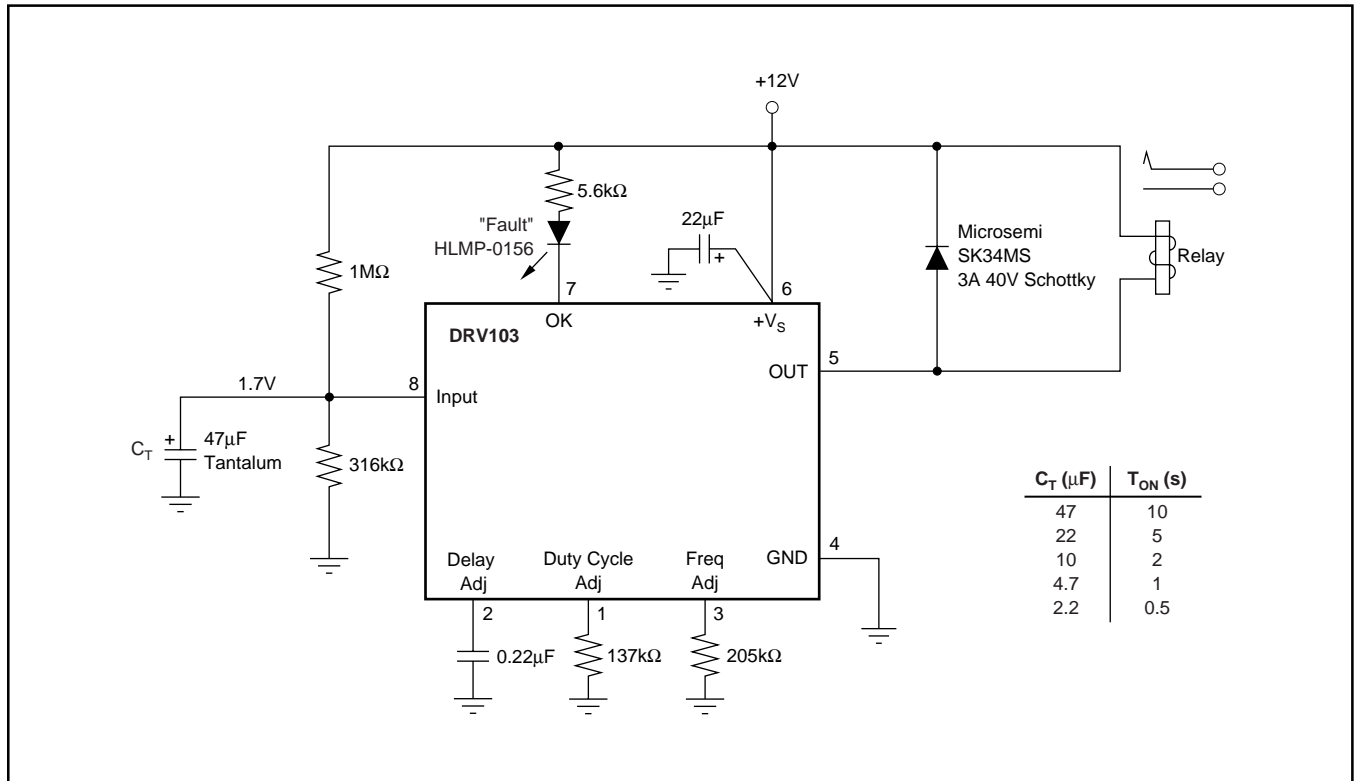 +12V
5.6kΩ
"Fault"
HLMP-0156
22µF
+
Microsemi
SK34MS
3A 40V Schottky
Relay
1MΩ
7
6
OK
+VS
DRV103
5
OUT
1.7V
8
Input
CT
+
47µF
Tantalum
316kΩ
CT (µF) TON (s)
47 10
22 5
10 2
4.7 1
2.2 0.5
4
GND
Delay
Adj
Duty Cycle
Adj
Freq
Adj
2
1
3
0.22µF
137kΩ
205kΩ